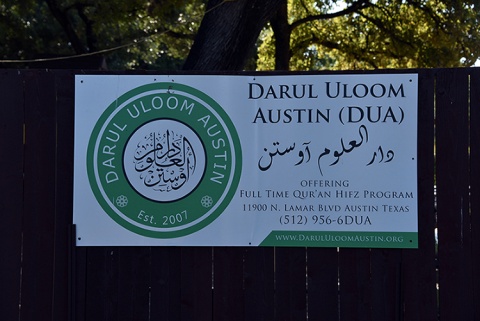 DARUL ULOOM AUSTIN
دار العلوم أوستن
EST. 2007
DARUL ULOOM
AUSTIN (DUA)
دار العلوم آوستن
OFFERING
FULL TIME QUR'AN HIFZ PROGRAM
11900 N. LAMAR BLVD AUSTIN TEXAS
(512) 956-6DUA
WWW.DARULULOOMAUSTIN.ORG